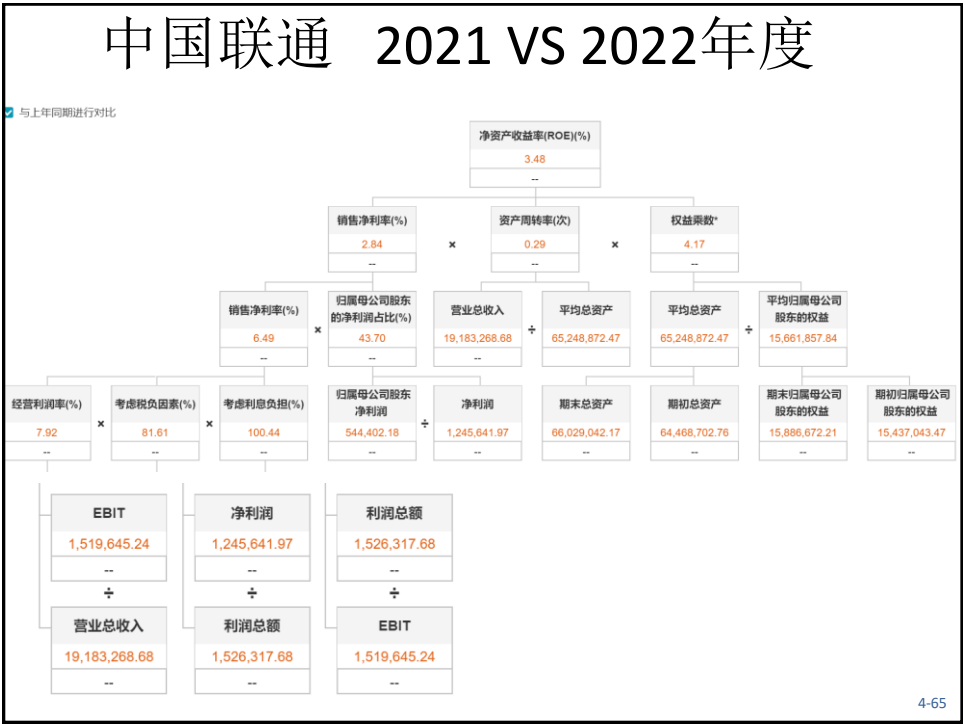 中国联通 2021 VS 2022年度
与上年同期进行对比
净资产收益率(ROE)(%)
3.48
--
销售净利率(%)
2.84
--
×
资产周转率(次)
0.29
--
×
权益乘数*
4.17
--
销售净利率(%)
6.49
--
×
归属母公司股东
的净利润占比(%)
43.70
--
营业总收入
19,183,268.68
--
÷
平均总资产
65,248,872.47
平均总资产
65,248,872.47
÷
平均归属母公司
股东的权益
15,661,857.84
经营利润率(%)
7.92
--
×
考虑税负因素(%)
81.61
--
×
考虑利息负担(%)
100.44
--
归属母公司股东
净利润
544,402.18
--
÷
净利润
1,245,641.97
--
期末总资产
66,029,042.17
--
期初总资产
64,468,702.76
--
期末归属母公司
股东的权益
15,886,672.21
--
期初归属母公司
股东的权益
15,437,043.47
--
EBIT
1,519,645.24
--
÷
营业总收入
19,183,268.68
--
净利润
1,245,641.97
--
÷
利润总额
1,526,317.68
--
利润总额
1,526,317.68
--
÷
EBIT
1,519,645.24
--
4-65